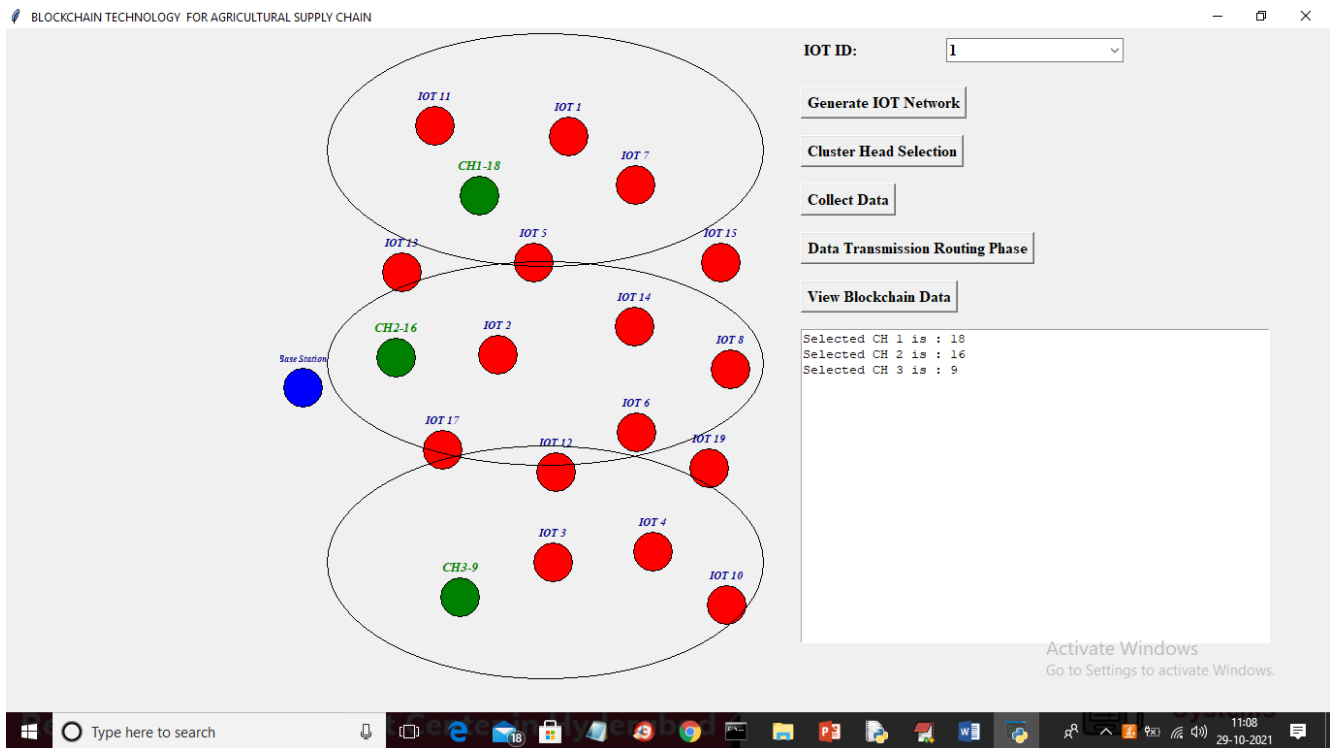 BLOCKCHAIN TECHNOLOGY FOR AGRICULTURAL SUPPLY CHAIN
IOT ID:
1
Generate IOT Network
Cluster Head Selection
Collect Data
Data Transmission Routing Phase
View Blockchain Data
Selected CH 1 is : 18
Selected CH 2 is : 16
Selected CH 3 is : 9
IOT 11
IOT 1
IOT 7
CH1-18
IOT 5
IOT 15
IOT 13
IOT 14
CH2-16
IOT 2
IOT 8
Base Station
IOT 6
IOT 17
IOT 12
IOT 19
IOT 3
IOT 4
CH3-9
IOT 10
Activate Windows
Go to Settings to activate Windows.
Type here to search
18
11:08
29-10-2021